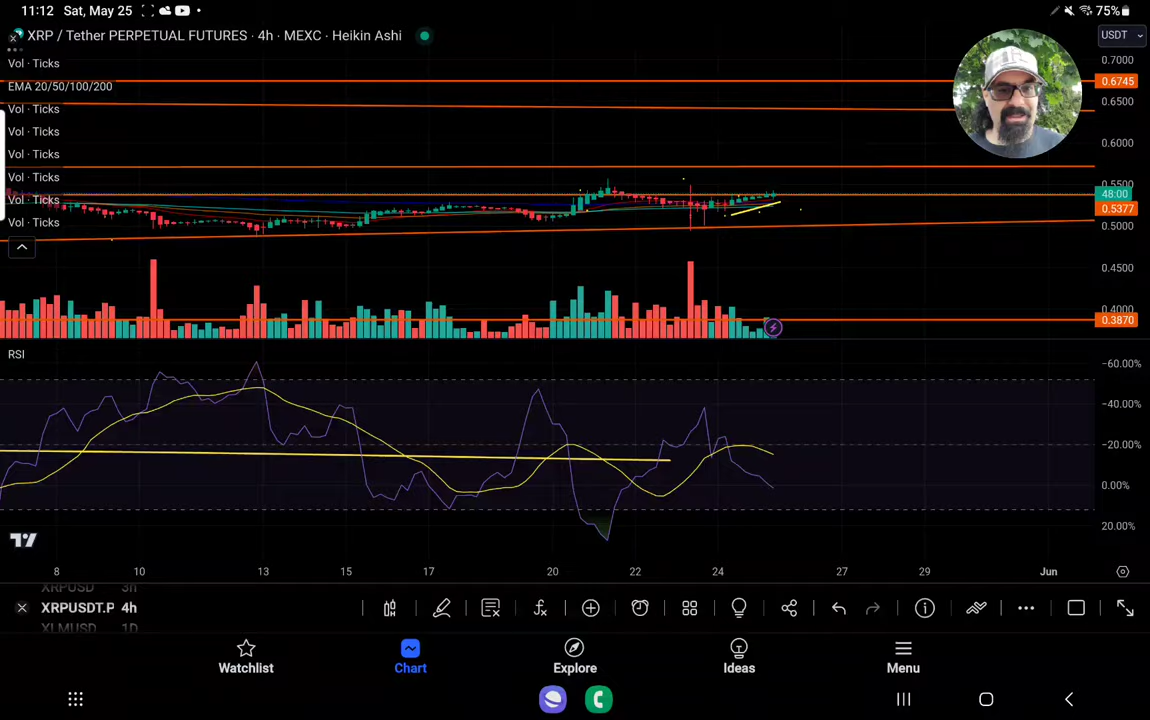 11:12 Sat, May 25
75%
XRP / Tether PERPETUAL FUTURES · 4h · MEXC · Heikin Ashi
USDT
Vol · Ticks
EMA 20/50/100/200
Vol · Ticks
Vol · Ticks
Vol · Ticks
Vol · Ticks
Vol · Ticks
Vol · Ticks
0.7000
0.6745
0.6500
0.6000
0.5500
48:00
0.5377
0.5000
0.4500
0.4000
0.3870
RSI
−60.00%
−40.00%
−20.00%
0.00%
20.00%
8 10 13 15 17 20 22 24 27 29 Jun
XRPUSD 3h
XRPUSDT.P 4h
XLMUSD 1D
Watchlist Chart Explore Ideas Menu